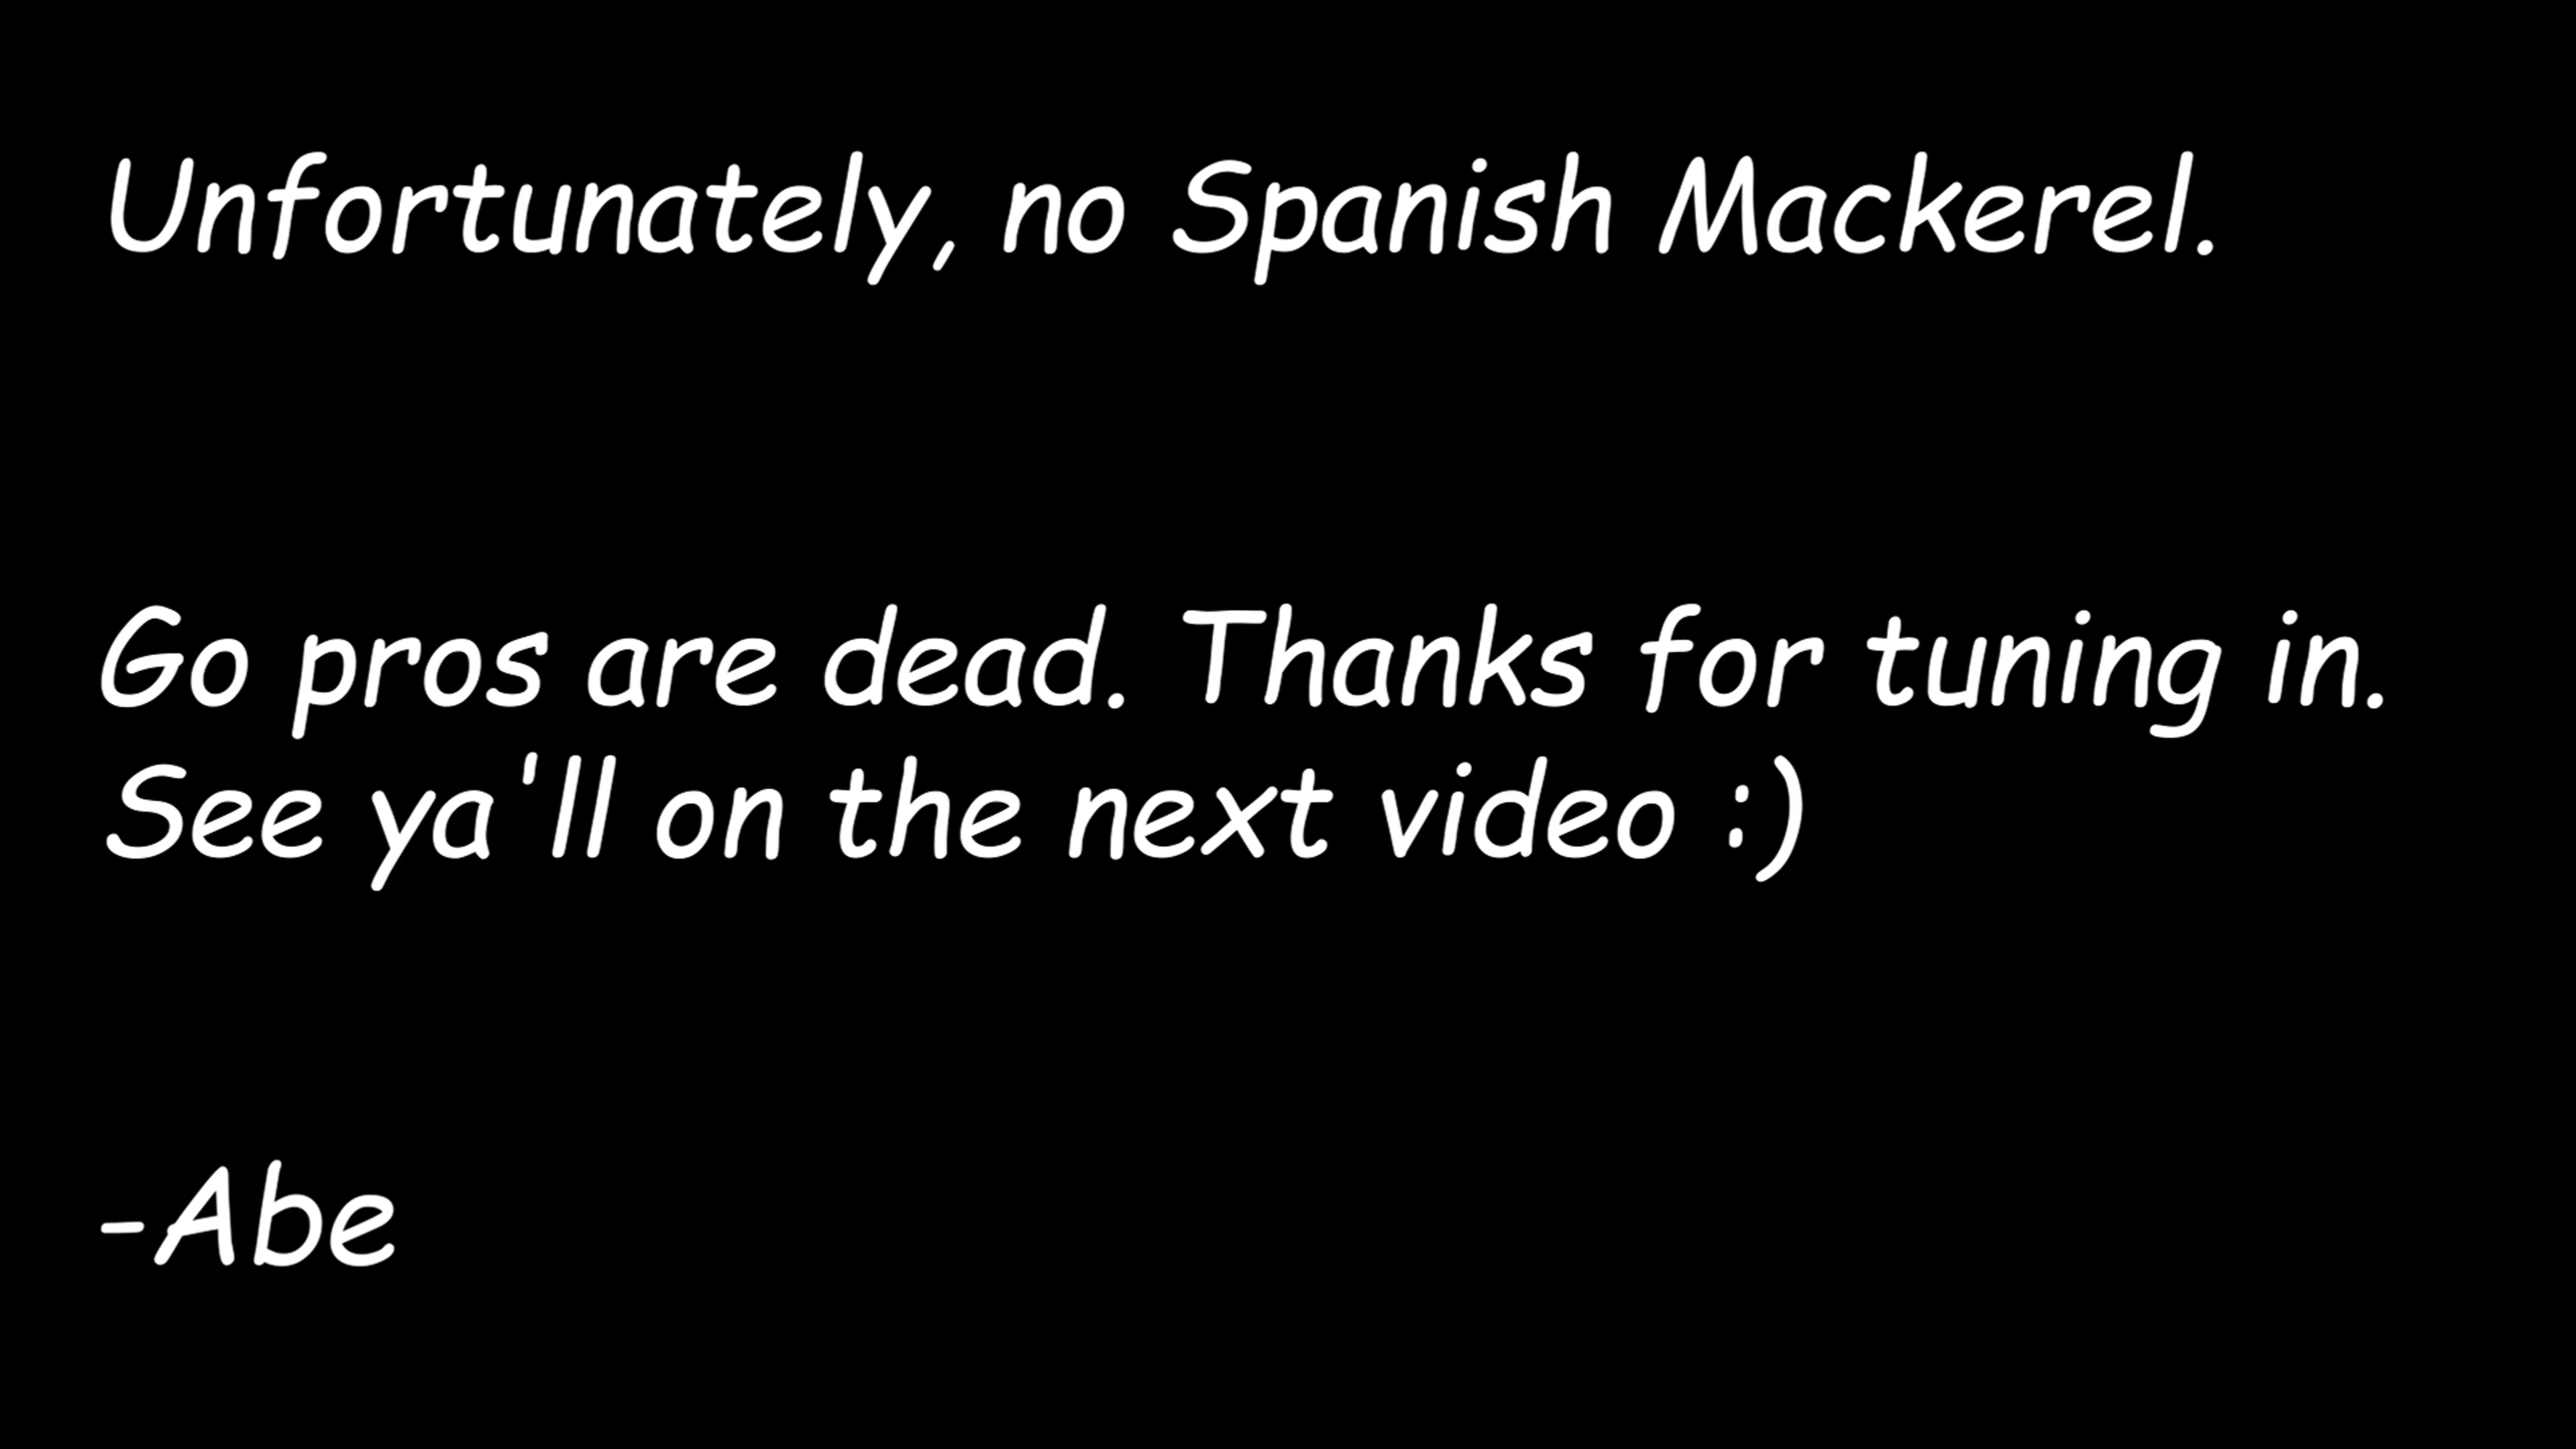 Unfortunately, no Spanish Mackerel.
Go pros are dead. Thanks for tuning in.
See ya'll on the next video :)
-Abe